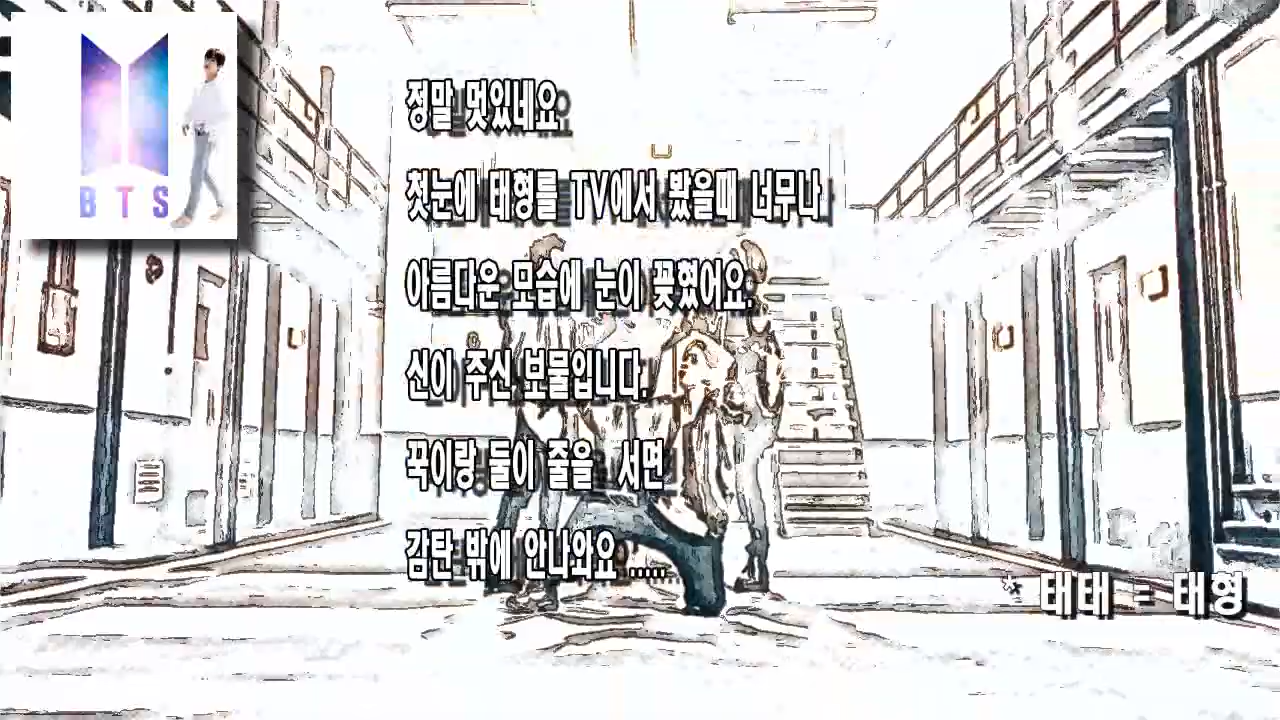 BTS
정말 멋있네요
첫눈에 태형를 TV에서 봤을때 너무나
아름다운 모습에 눈이 꽂혔어요.
신이 주신 보물입니다.
꾹이랑 둘이 줄을 서면
감탄 밖에 안나와요 .....
* 태태 = 태형